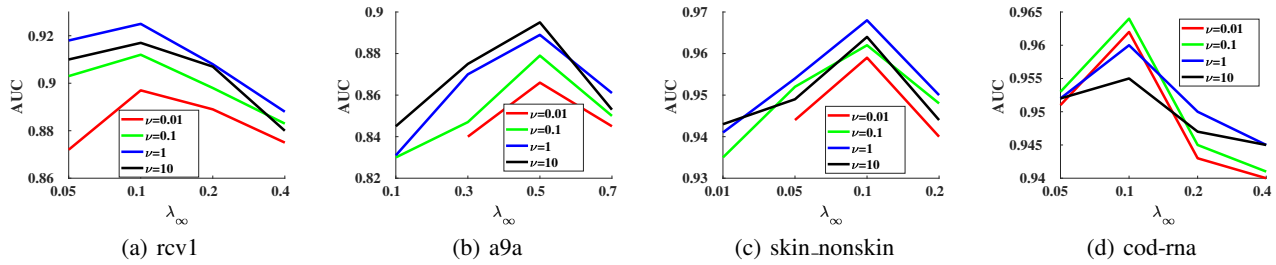 AUC
0.92
0.9
0.88
0.86
0.05 0.1 0.2 0.4
λ∞
ν=0.01
ν=0.1
ν=1
ν=10
(a) rcv1
AUC
0.9
0.88
0.86
0.84
0.82
0.1 0.3 0.5 0.7
λ∞
ν=0.01
ν=0.1
ν=1
ν=10
(b) a9a
AUC
0.97
0.96
0.95
0.94
0.93
0.01 0.05 0.1 0.2
λ∞
ν=0.01
ν=0.1
ν=1
ν=10
(c) skin_nonskin
AUC
0.965
0.96
0.955
0.95
0.945
0.94
0.05 0.1 0.2 0.4
λ∞
ν=0.01
ν=0.1
ν=1
ν=10
(d) cod-rna